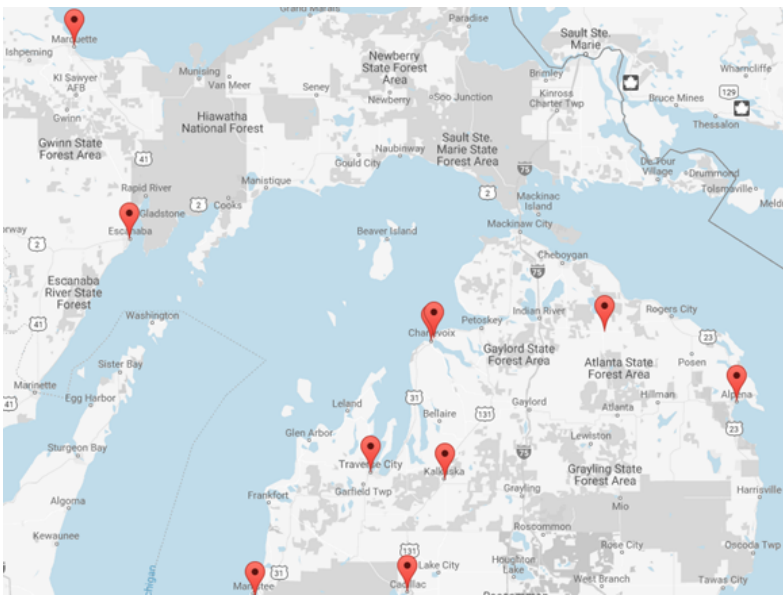 Grand Marais
Paradise
Marquette
Ishpeming
Sault Ste.
Marie
Munising
Van Meer
KI Sawyer
AFB
Newberry
State Forest
Area
Seney
Newberry
Soo Junction
Brimley
Kinross
Charter Twp
Wharncliffe
129
Bruce Mines
Thessalon
Gwinn
Gwinn State
Forest Area
Hiawatha
National Forest
41
Sault Ste.
Marie State
Forest Area
Naubinway
Gould City
75
De Tour
Village
Drummond
Tolsmaville
Meld
Rapid River
Manistique
2
Cooks
2
Gladstone
Escanaba
Mackinac
Island
Mackinaw City
Beaver Island
orway
2
Cheboygan
75
Escanaba
River State
Forest
Washington
41
Charlevoix
Petoskey
Indian River
Rogers City
23
Gaylord State
Forest Area
Atlanta State
Forest Area
Posen
Sister Bay
Marinette
Egg Harbor
41
31
Leland
Bellaire
131
Gaylord
Atlanta
Hillman
Alpena
23
Glen Arbor
Lewiston
Sturgeon Bay
Traverse City
Kalkaska
75
Grayling State
Forest Area
Garfield Twp
Grayling
Frankfort
Harrisville
Algoma
Mio
Roscommon
Kewaunee
131
Rose City
Oscoda Twp
Lake City
Houghton
Lake
31
Manistee
Cadillac
West Branch
Tawas City